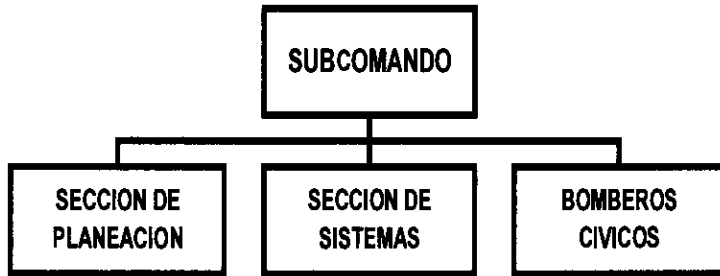 SUBCOMANDO
SECCION DE
PLANEACION
SECCION DE
SISTEMAS
BOMBEROS
CIVICOS